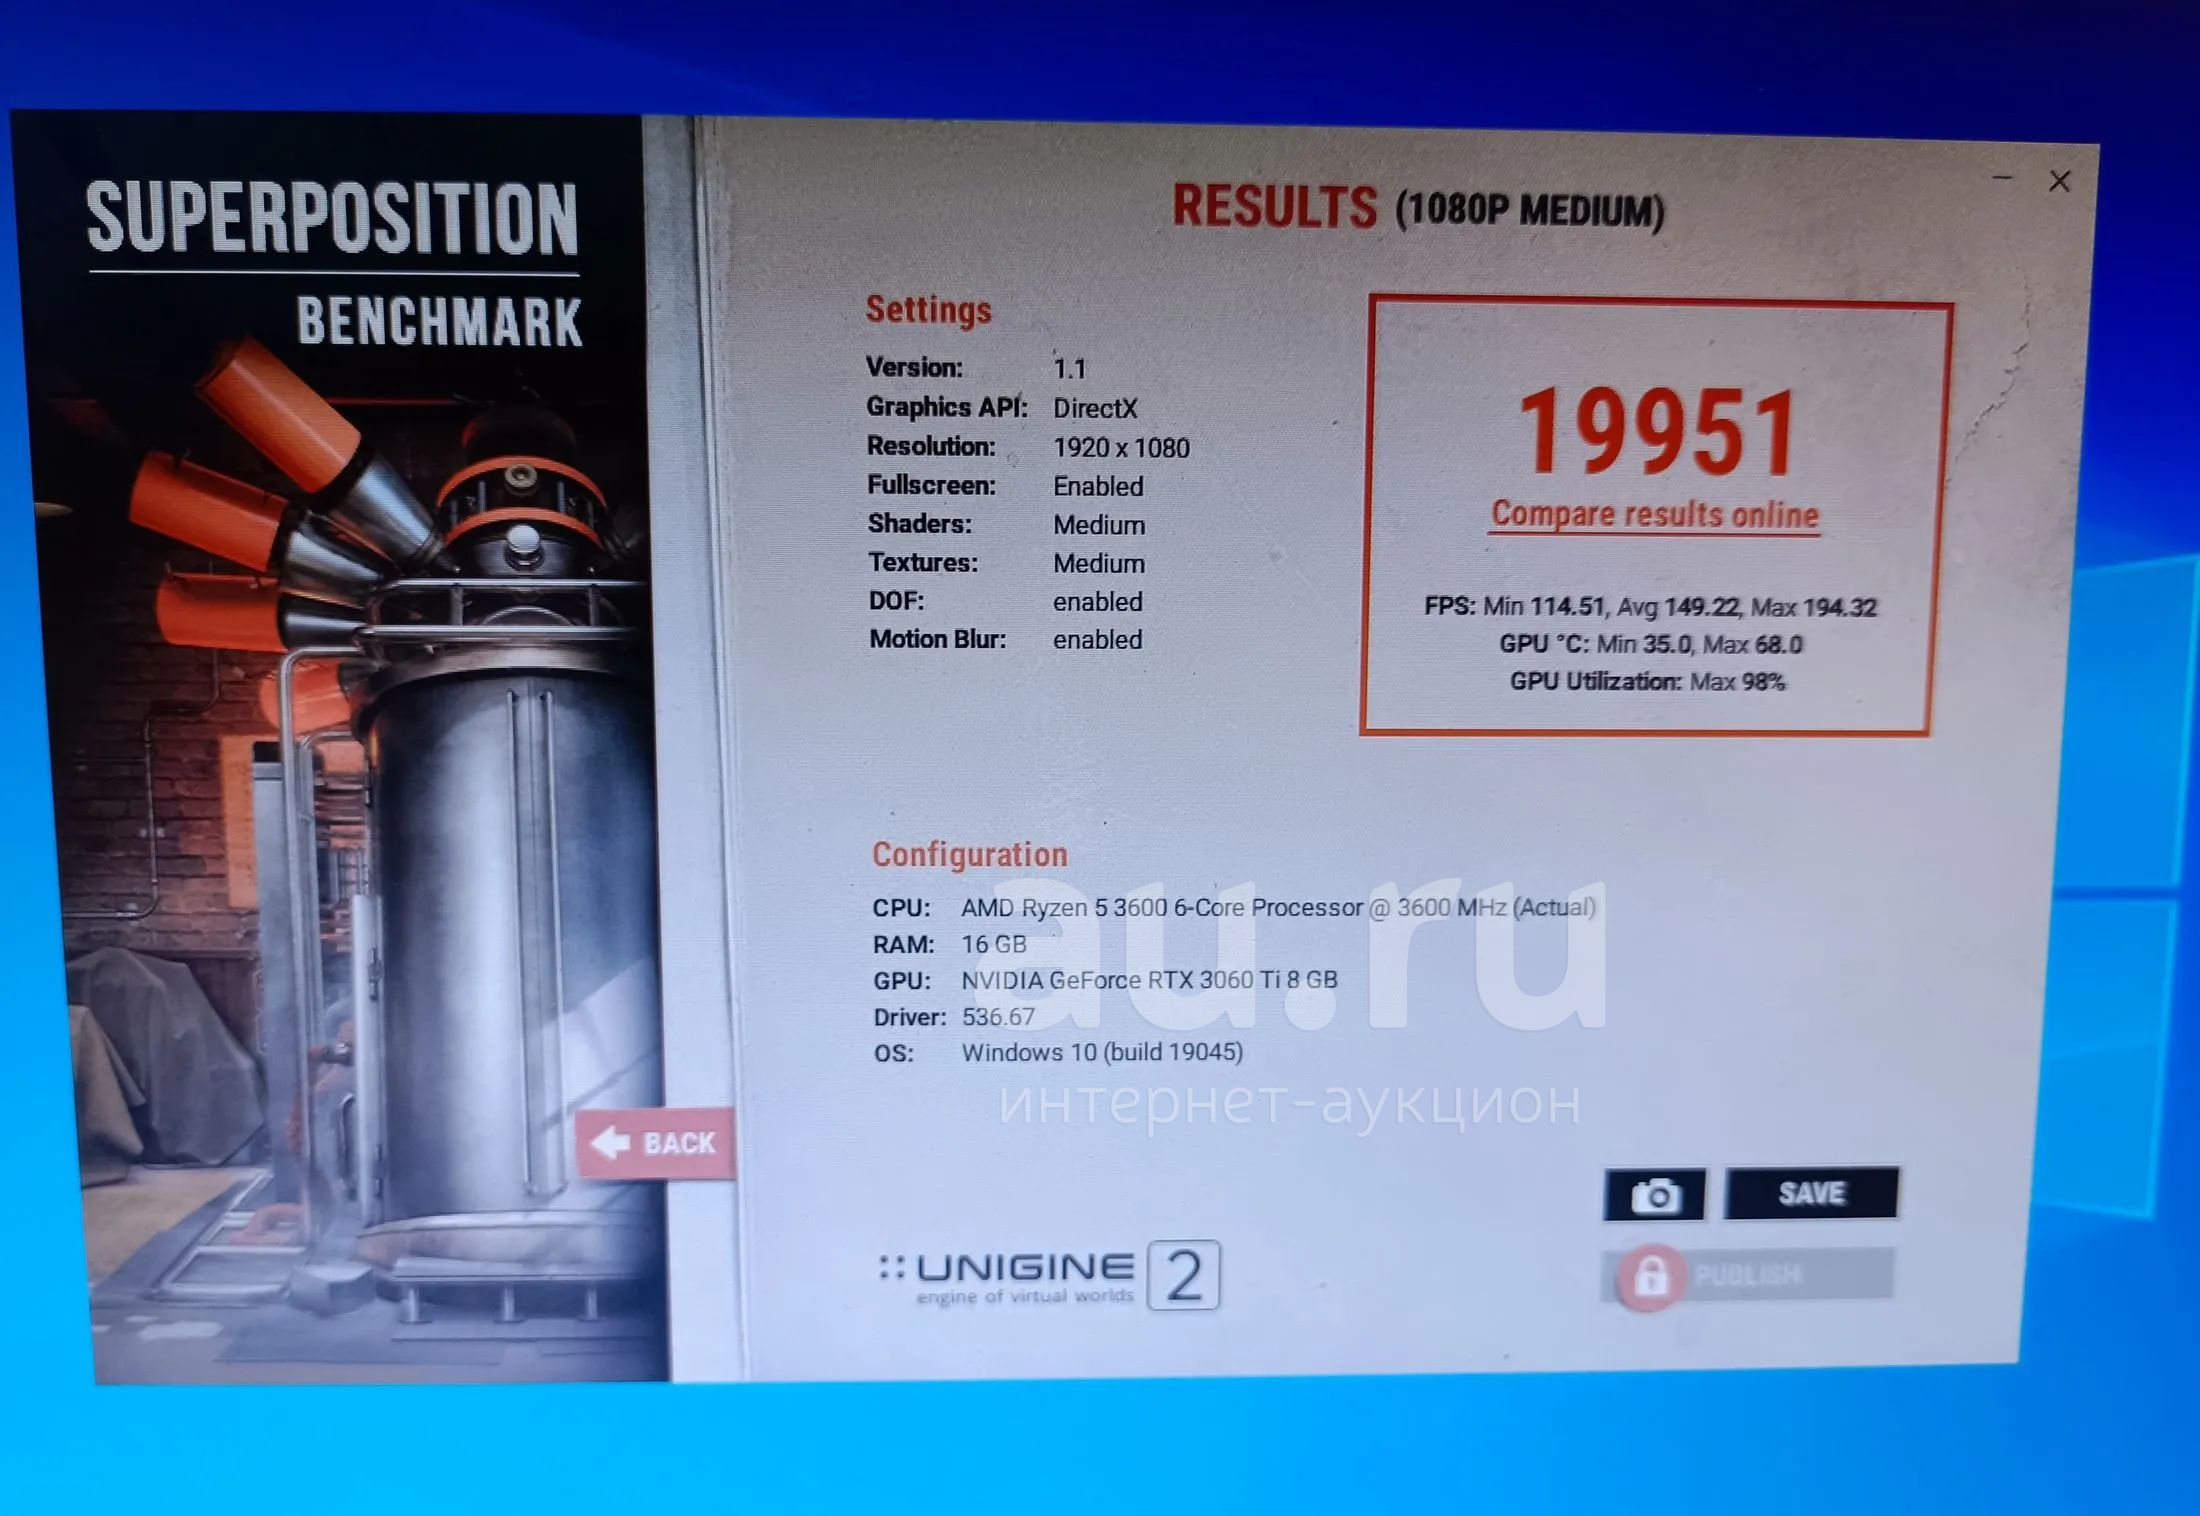 SUPERPOSITION
BENCHMARK
RESULTS (1080P MEDIUM)
Settings
Version: 1.1
Graphics API: DirectX
Resolution: 1920 x 1080
Fullscreen: Enabled
Shaders: Medium
Textures: Medium
DOF: enabled
Motion Blur: enabled
19951
Compare results online
FPS: Min 114.51, Avg 149.22, Max 194.32
GPU °C: Min 35.0, Max 68.0
GPU Utilization: Max 98%
Configuration
CPU: AMD Ryzen 5 3600 6-Core Processor @ 3600 MHz (Actual)
RAM: 16 GB
GPU: NVIDIA GeForce RTX 3060 Ti 8 GB
Driver: 536.67
OS: Windows 10 (build 19045)
au.ru
интернет-аукцион
BACK
SAVE
PUBLISH
UNIGINE 2
engine of virtual worlds